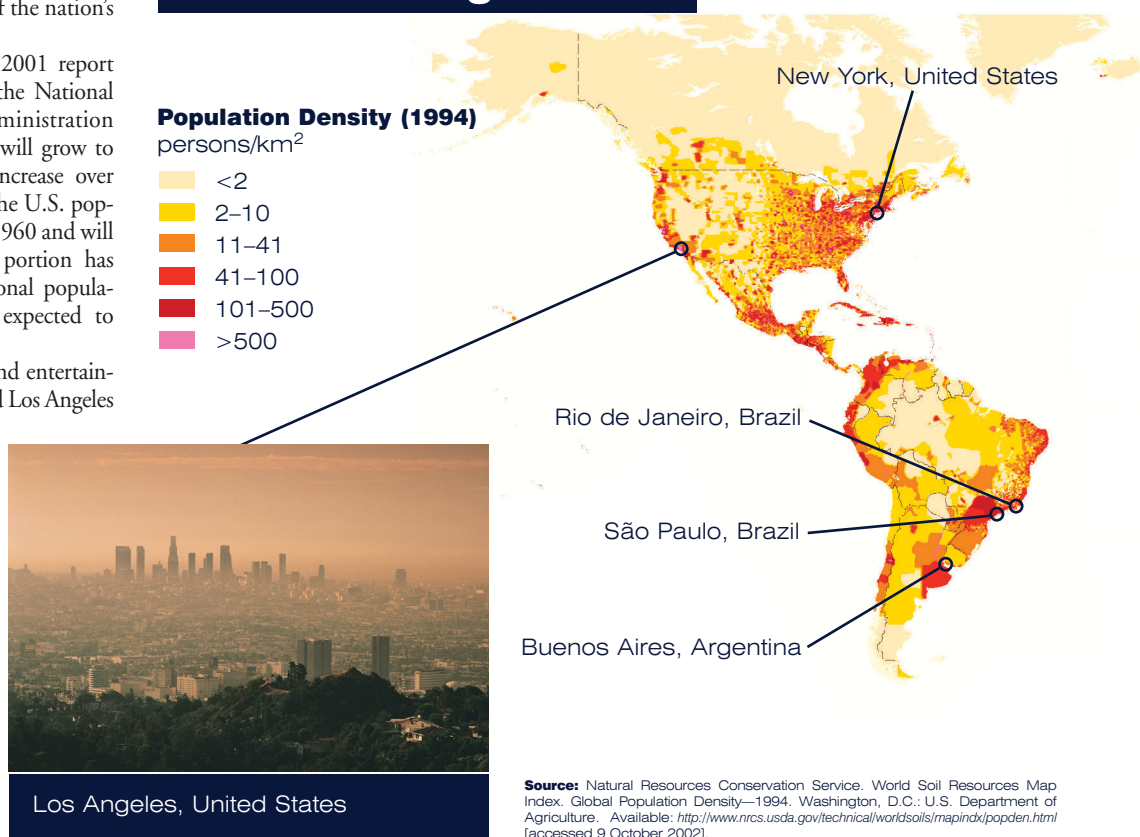 f the nation's
2001 report
the National
ministration
will grow to
ncrease over
he U.S. pop-
960 and will
portion has
onal popula-
expected to
nd entertain-
d Los Angeles
Population Density (1994)
persons/km²
<2
2–10
11–41
41–100
101–500
>500
New York, United States
Rio de Janeiro, Brazil
São Paulo, Brazil
Buenos Aires, Argentina
Los Angeles, United States
Source: Natural Resources Conservation Service. World Soil Resources Map
Index. Global Population Density—1994. Washington, D.C.: U.S. Department of
Agriculture. Available: http://www.nrcs.usda.gov/technical/worldsoils/mapindx/popden.html
[accessed 9 October 2002].